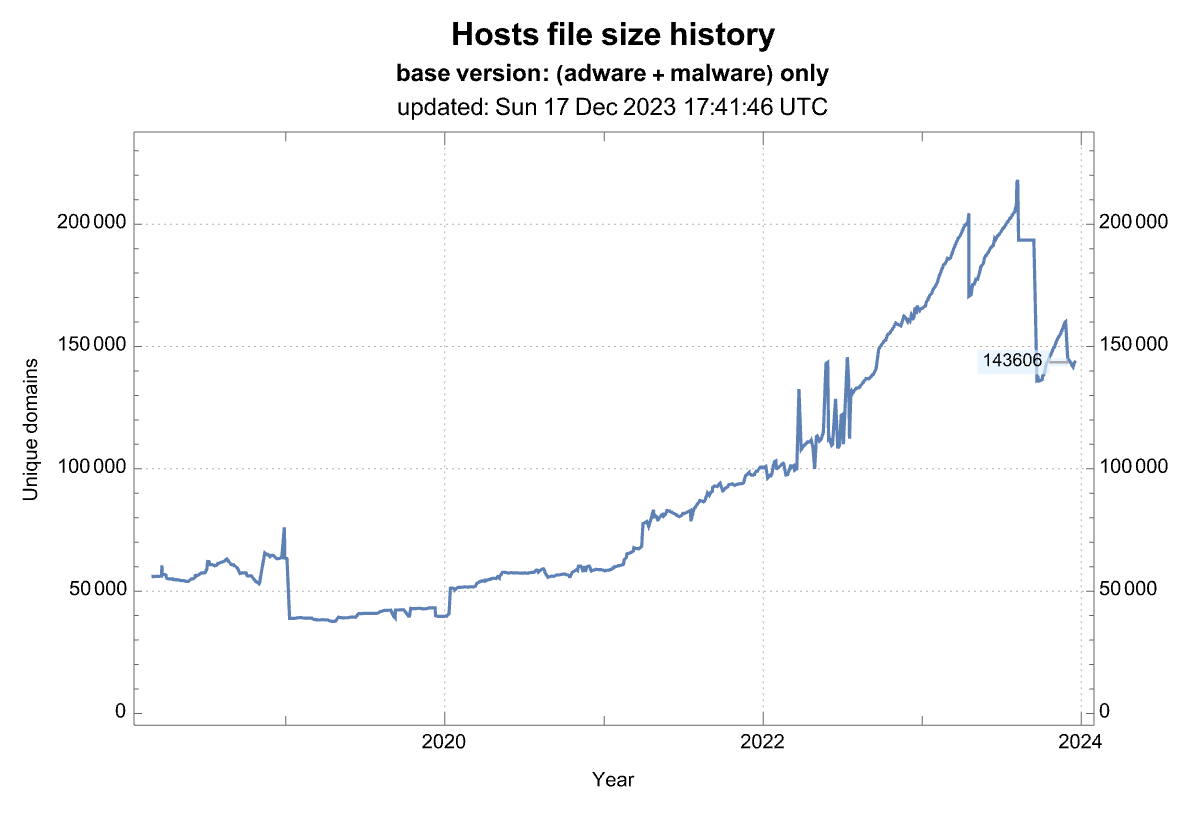 Hosts file size history
base version: (adware + malware) only
updated: Sun 17 Dec 2023 17:41:46 UTC
200 000
200 000
150 000
150 000
143606
100 000
100 000
50 000
50 000
0
0
Unique domains
2020
2022
2024
Year